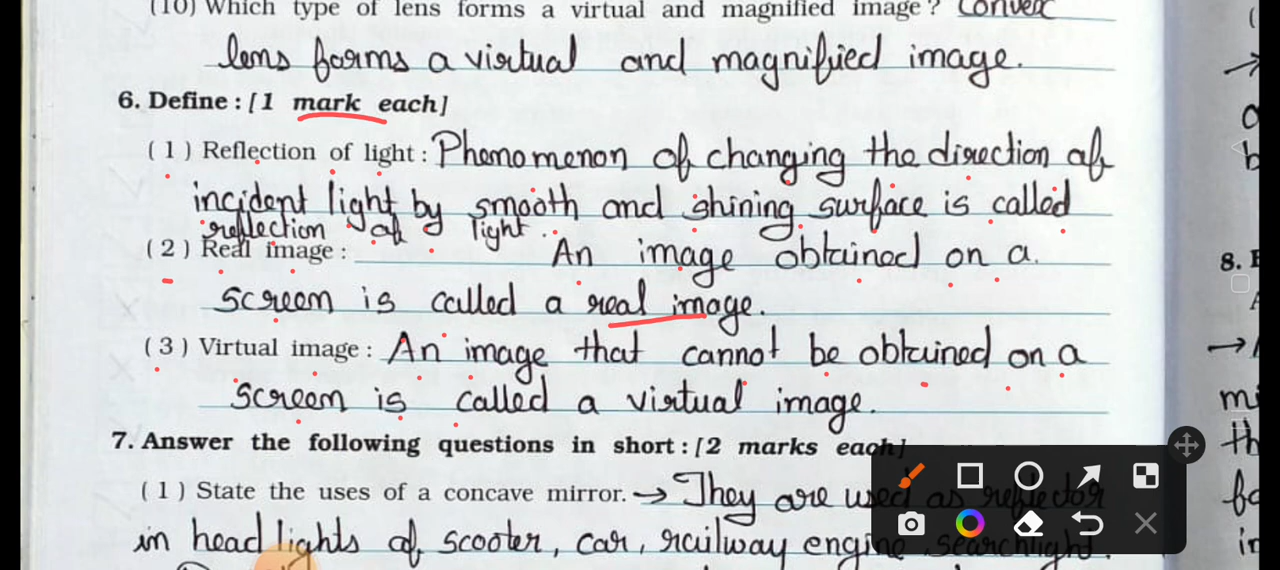 (10) Which type of lens forms a virtual and magnified image? Convex
lens forms a virtual and magnified image.
6. Define : [1 mark each]
(1) Reflection of light : Phenomenon of changing the direction of
incident light by smooth and shining surface is called
reflection of light.
(2) Real image : An image obtained on a
screen is called a real image.
(3) Virtual image : An image that cannot be obtained on a
screen is called a virtual image.
7. Answer the following questions in short : [2 marks each]
(1) State the uses of a concave mirror. → They are used as reflector
in head lights of scooter, car, railway engine searchlight.
8.